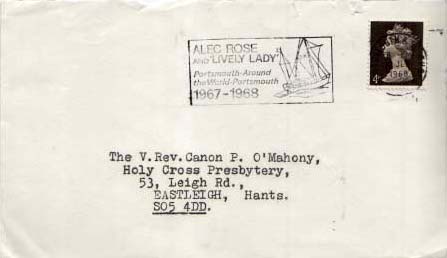 ALEC ROSE
AND 'LIVELY LADY'
Portsmouth-Around
the World-Portsmouth
1967-1968
4d
JL
1968
The V.Rev.Canon P. O'Mahony,
Holy Cross Presbytery,
53, Leigh Rd.,
EASTLEIGH, Hants.
SO5 4DD.